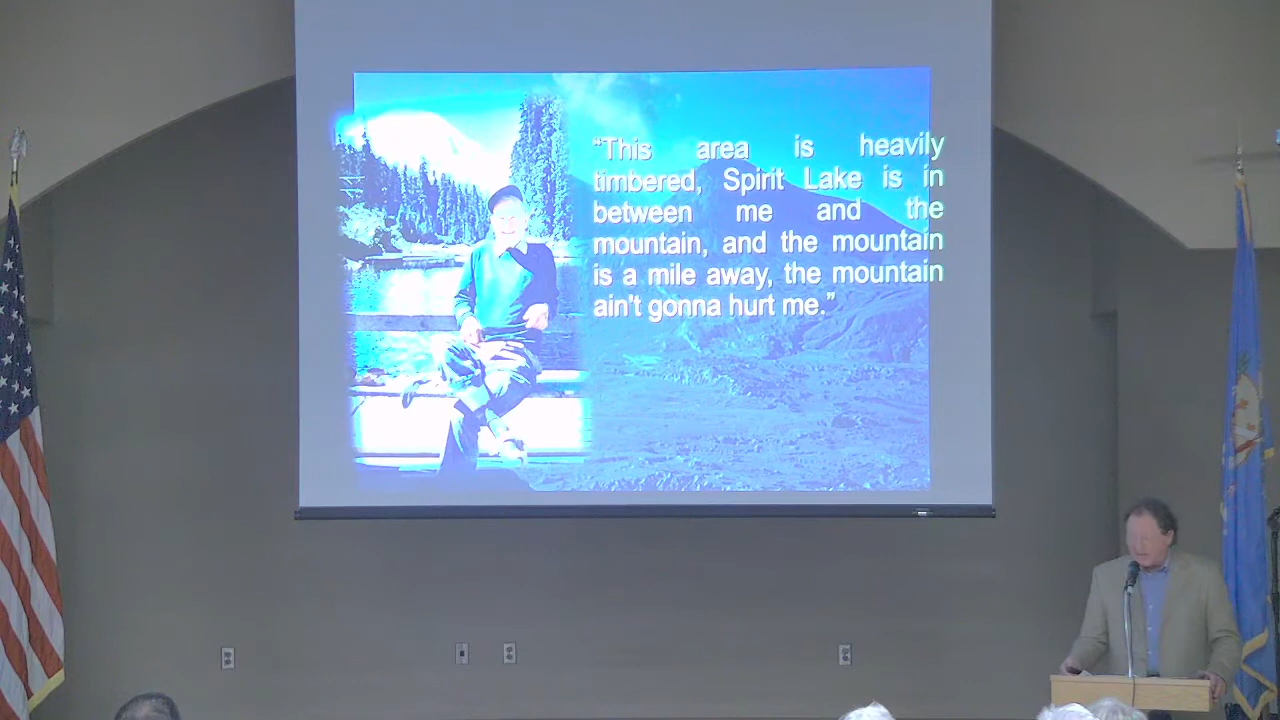 “This area is heavily
timbered, Spirit Lake is in
between me and the
mountain, and the mountain
is a mile away, the mountain
ain't gonna hurt me.”